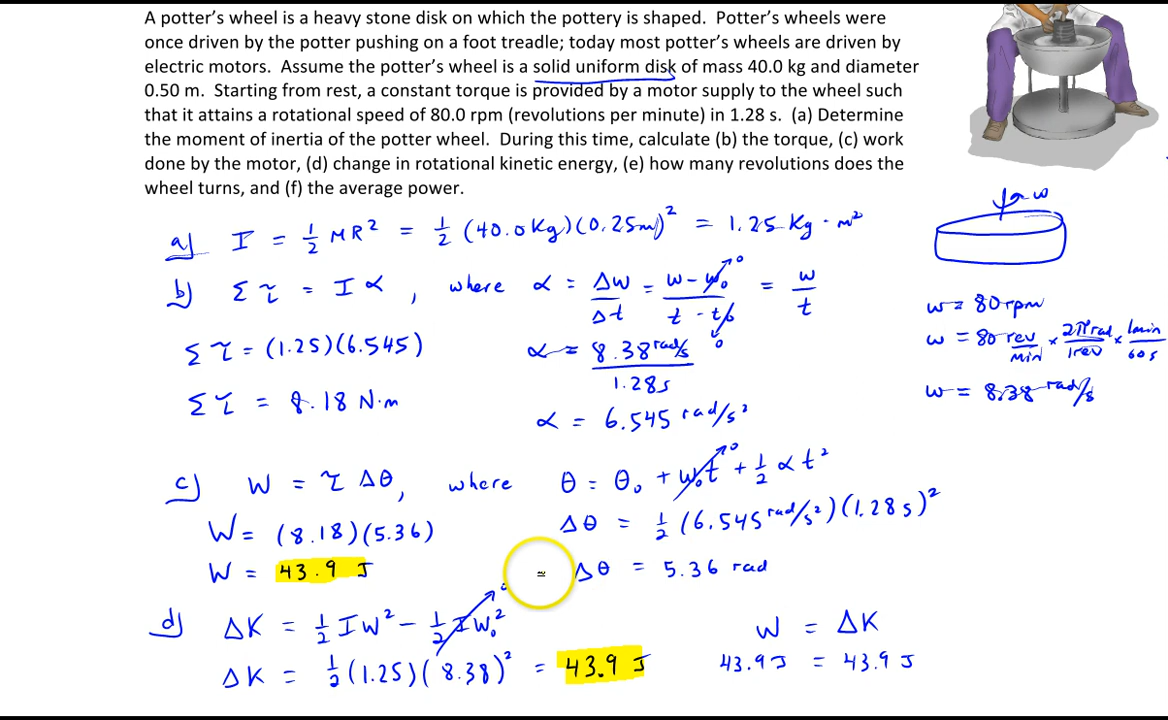 A potter's wheel is a heavy stone disk on which the pottery is shaped. Potter's wheels were
once driven by the potter pushing on a foot treadle; today most potter's wheels are driven by
electric motors. Assume the potter's wheel is a solid uniform disk of mass 40.0 kg and diameter
0.50 m. Starting from rest, a constant torque is provided by a motor supply to the wheel such
that it attains a rotational speed of 80.0 rpm (revolutions per minute) in 1.28 s. (a) Determine
the moment of inertia of the potter wheel. During this time, calculate (b) the torque, (c) work
done by the motor, (d) change in rotational kinetic energy, (e) how many revolutions does the
wheel turns, and (f) the average power.
ω
a) I = 1/2 MR² = 1/2 (40.0 Kg)(0.25m)² = 1.25 Kg·m²
b) Στ = Iα, where α = Δω/Δt = (ω - ω₀)/(t - t₀) = ω/t
0
0
ω = 80 rpm
ω = 80 rev/min × 2π rad/1 rev × 1 min/60 s
ω = 8.38 rad/s
Στ = (1.25)(6.545)
α = 8.38 rad/s / 1.28 s
Στ = 8.18 N·m
α = 6.545 rad/s²
c) W = τ Δθ, where θ = θ₀ + ω₀t + 1/2 αt²
0
W = (8.18)(5.36)
Δθ = 1/2 (6.545 rad/s²)(1.28 s)²
W = 43.9 J
Δθ = 5.36 rad
d) ΔK = 1/2 Iω² - 1/2 Iω₀²
0
W = ΔK
ΔK = 1/2 (1.25)(8.38)² = 43.9 J
43.9 J = 43.9 J